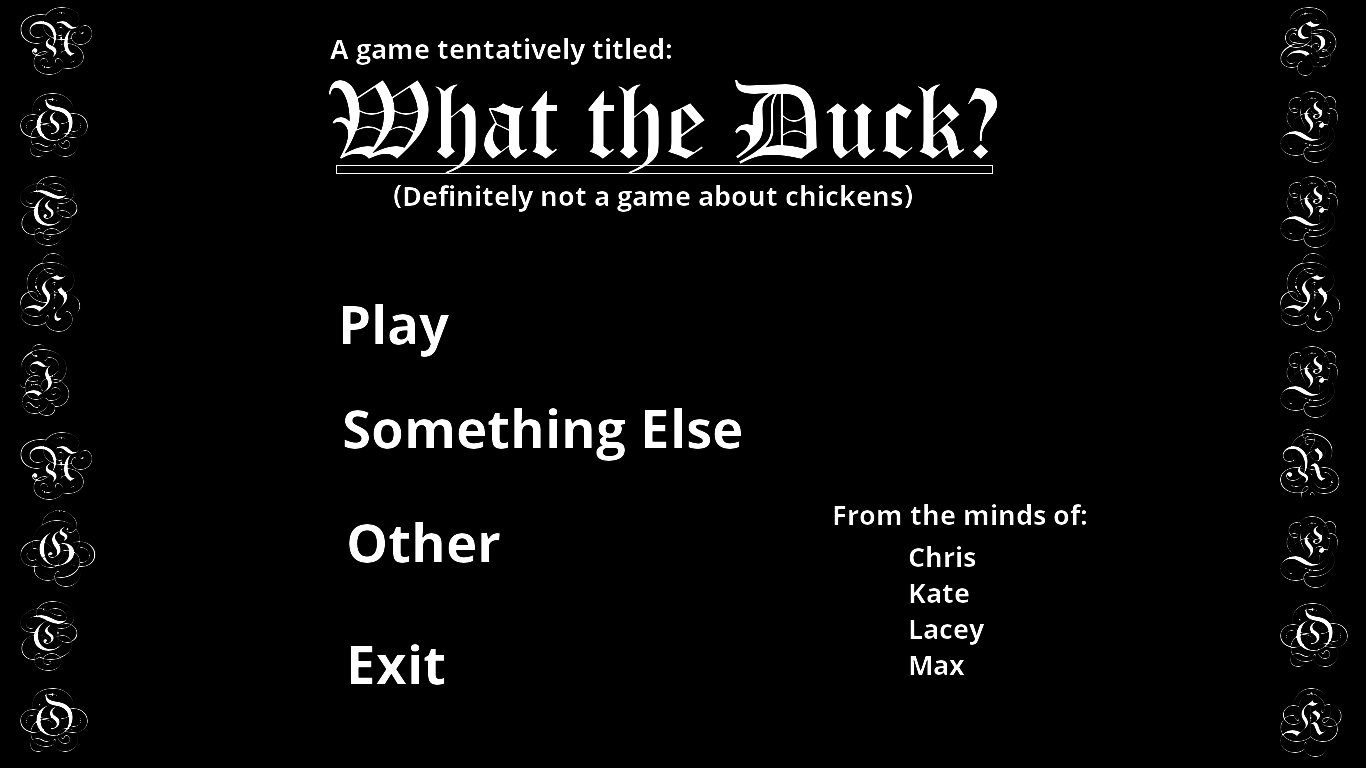 N
O
T
H
I
N
G
T
O
A game tentatively titled:
What the Duck?
(Definitely not a game about chickens)
Play
Something Else
Other
Exit
From the minds of:
Chris
Kate
Lacey
Max
S
E
E
H
E
R
E
O
K